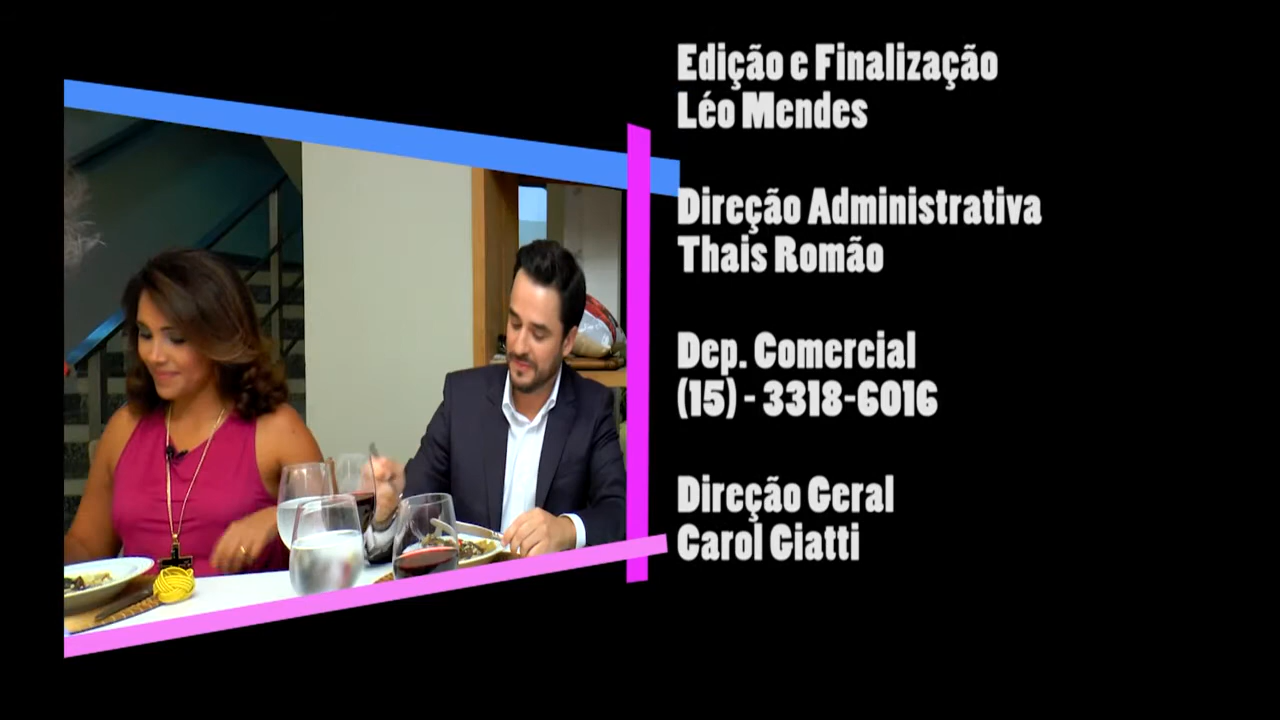 Edição e Finalização
Léo Mendes
Direção Administrativa
Thais Romão
Dep. Comercial
(15) - 3318-6016
Direção Geral
Carol Giatti